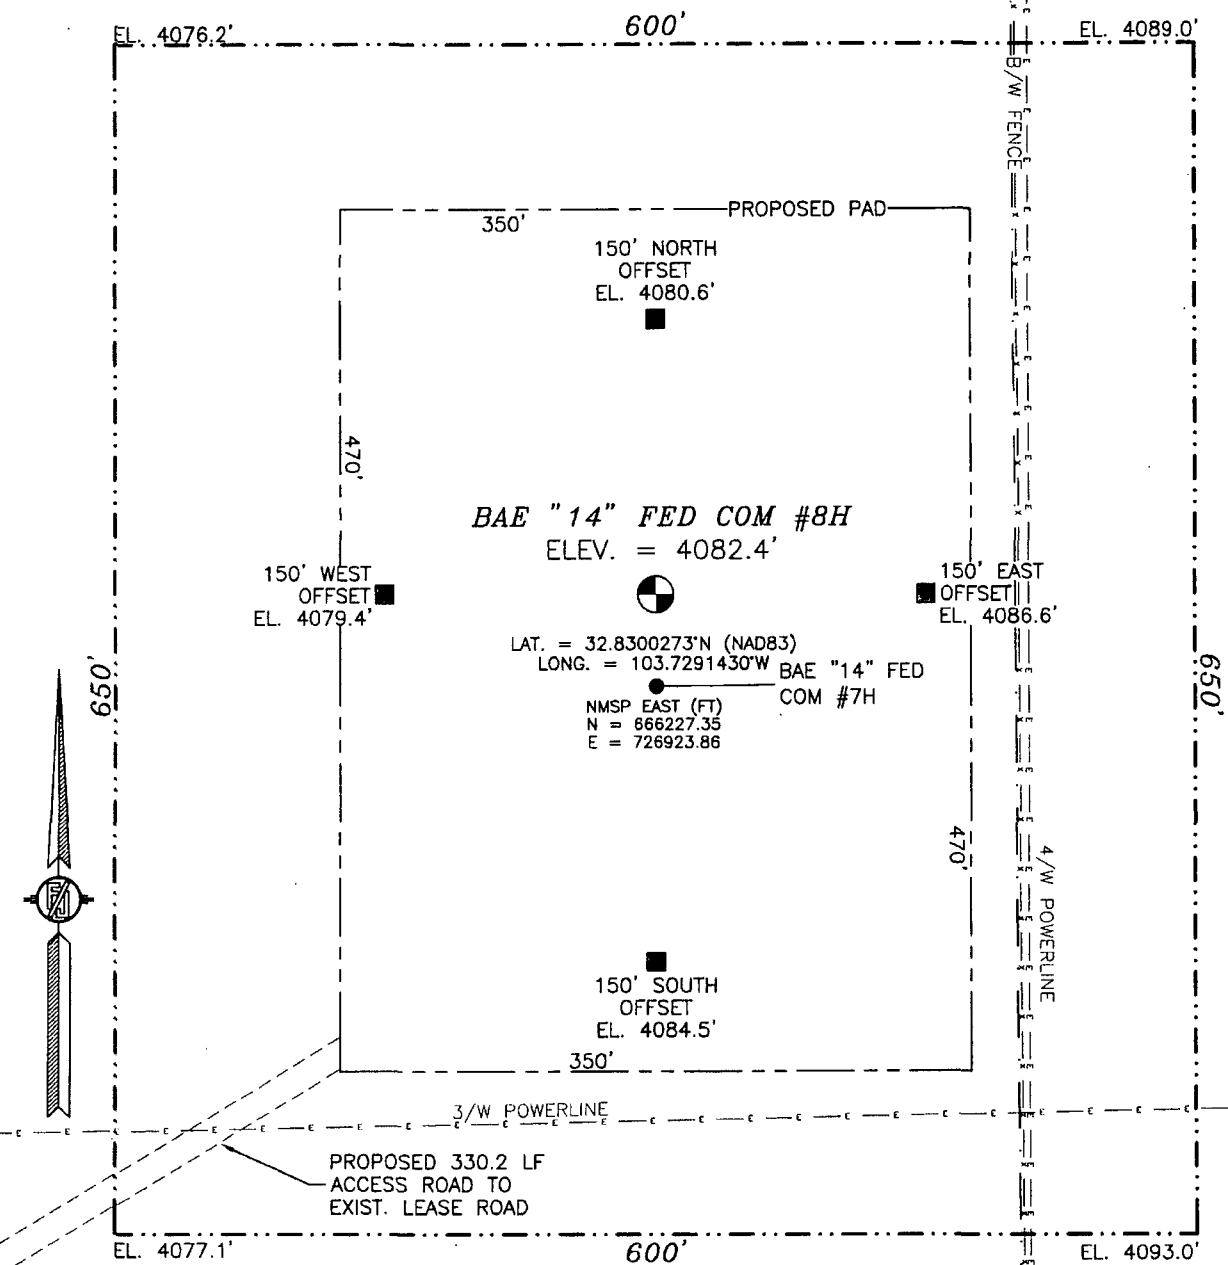 600'
EL. 4076.2'
EL. 4089.0'
B/W FENCE
PROPOSED PAD
350'
150' NORTH
OFFSET
EL. 4080.6'
470'
BAE "14" FED COM #8H
ELEV. = 4082.4'
150' WEST
OFFSET
EL. 4079.4'
150' EAST
OFFSET
EL. 4086.6'
LAT. = 32.8300273°N (NAD83)
LONG. = 103.7291430°W
BAE "14" FED
COM #7H
NMSP EAST (FT)
N = 666227.35
E = 726923.86
650'
650'
470'
4/W POWERLINE
150' SOUTH
OFFSET
EL. 4084.5'
350'
3/W POWERLINE
PROPOSED 330.2 LF
ACCESS ROAD TO
EXIST. LEASE ROAD
EL. 4077.1'
600'
EL. 4093.0'